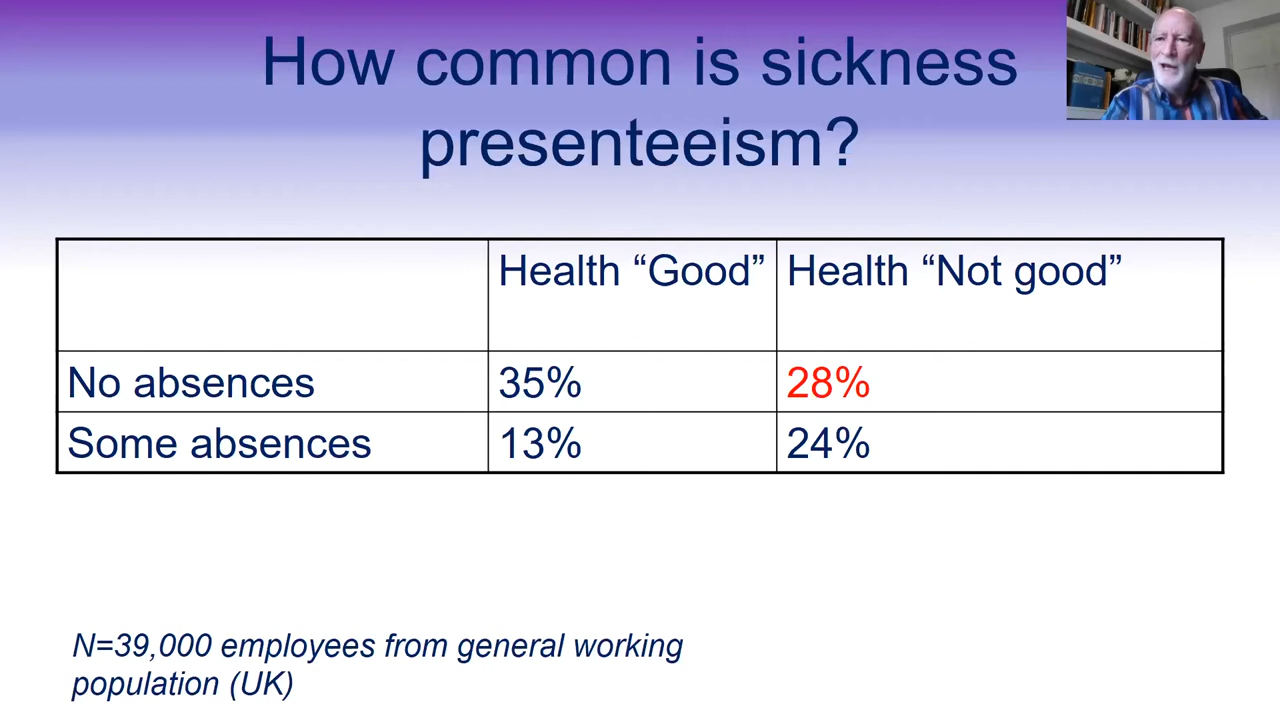 How common is sickness
presenteeism?
Health “Good” Health “Not good”
No absences 35% 28%
Some absences 13% 24%
N=39,000 employees from general working
population (UK)